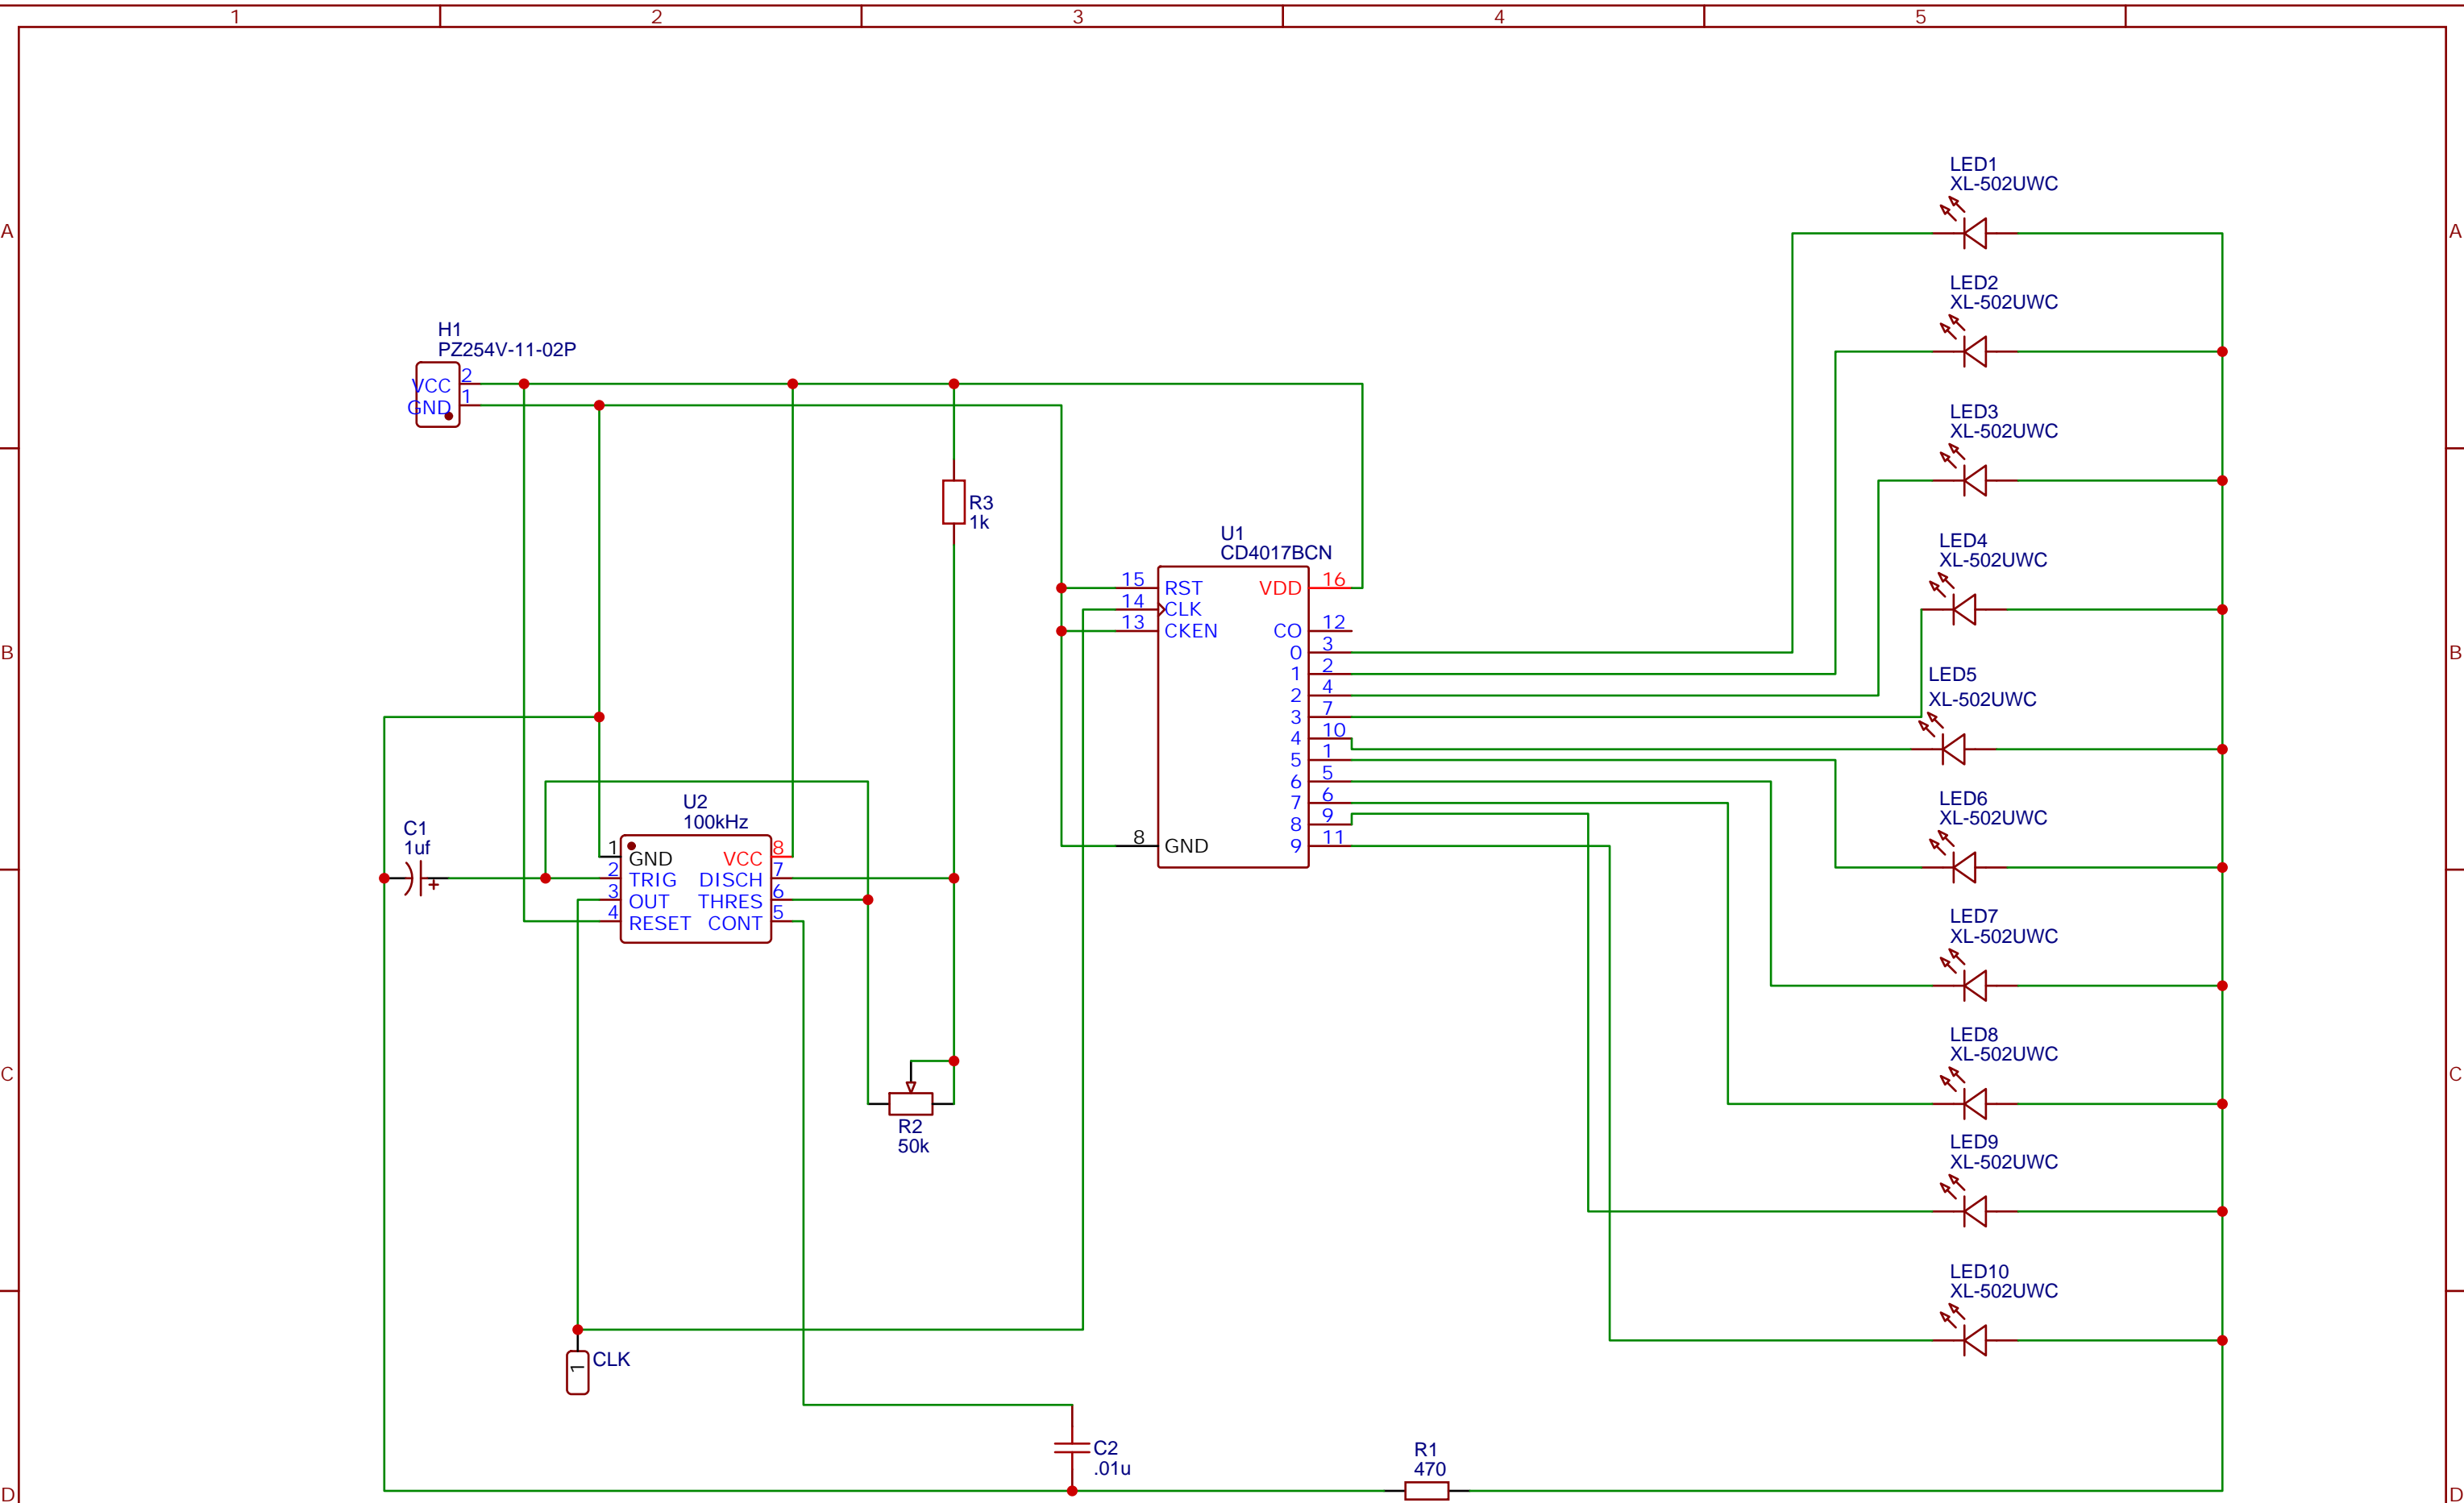 1 2 3 4 5
A A
B B
C C
D D
H1
PZ254V-11-02P
VCC 2
GND 1
R3
1k
U1
CD4017BCN
15 RST VDD 16
14 CLK
13 CKEN CO 12
0 3
1 2
2 4
3 7
4 10
5 1
6 5
7 6
8 9
8 GND 9 11
C1
1uf
+
U2
100kHz
1 GND VCC 8
2 TRIG DISCH 7
3 OUT THRES 6
4 RESET CONT 5
R2
50k
1 CLK
C2
.01u
R1
470
LED1
XL-502UWC
LED2
XL-502UWC
LED3
XL-502UWC
LED4
XL-502UWC
LED5
XL-502UWC
LED6
XL-502UWC
LED7
XL-502UWC
LED8
XL-502UWC
LED9
XL-502UWC
LED10
XL-502UWC